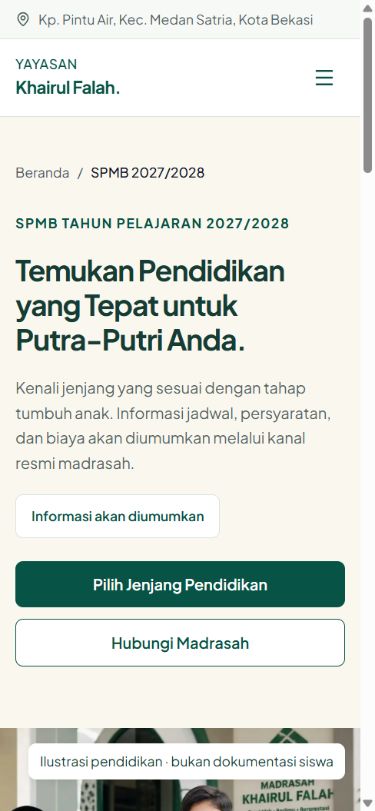 Kp. Pintu Air, Kec. Medan Satria, Kota Bekasi
YAYASAN
Khairul Falah.
Beranda / SPMB 2027/2028
SPMB TAHUN PELAJARAN 2027/2028
Temukan Pendidikan
yang Tepat untuk
Putra-Putri Anda.
Kenali jenjang yang sesuai dengan tahap
tumbuh anak. Informasi jadwal, persyaratan,
dan biaya akan diumumkan melalui kanal
resmi madrasah.
Informasi akan diumumkan
Pilih Jenjang Pendidikan
Hubungi Madrasah
Ilustrasi pendidikan · bukan dokumentasi siswa
MADRASAH
KHAIRUL FALAH